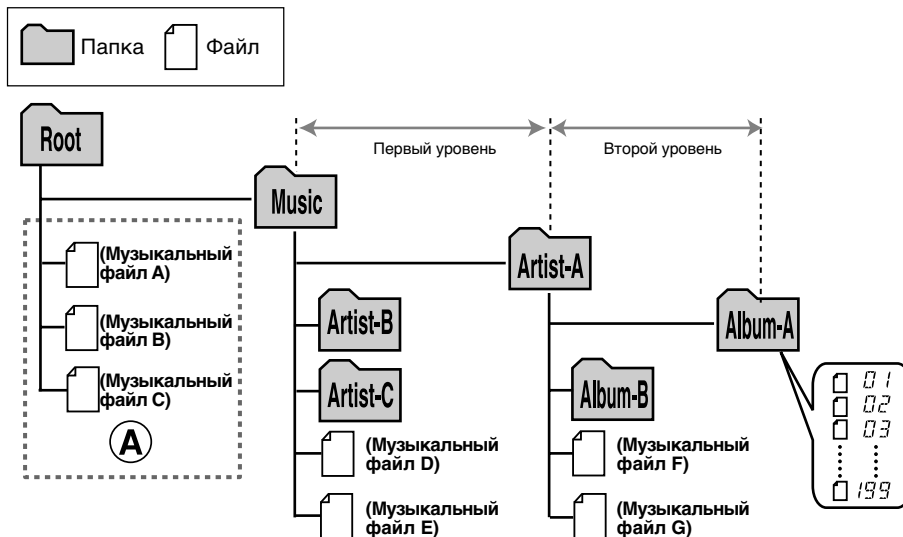 Папка
Файл
Root
Первый уровень
Второй уровень
Music
(Музыкальный
файл A)
(Музыкальный
файл B)
(Музыкальный
файл C)
A
Artist-A
Artist-B
Artist-C
(Музыкальный
файл D)
(Музыкальный
файл E)
Album-A
Album-B
(Музыкальный
файл F)
(Музыкальный
файл G)
01
02
03
199